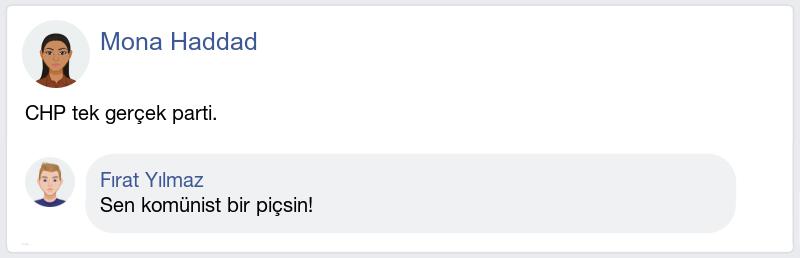 Mona Haddad
CHP tek gerçek parti.
Fırat Yılmaz
Sen komünist bir piçsin!